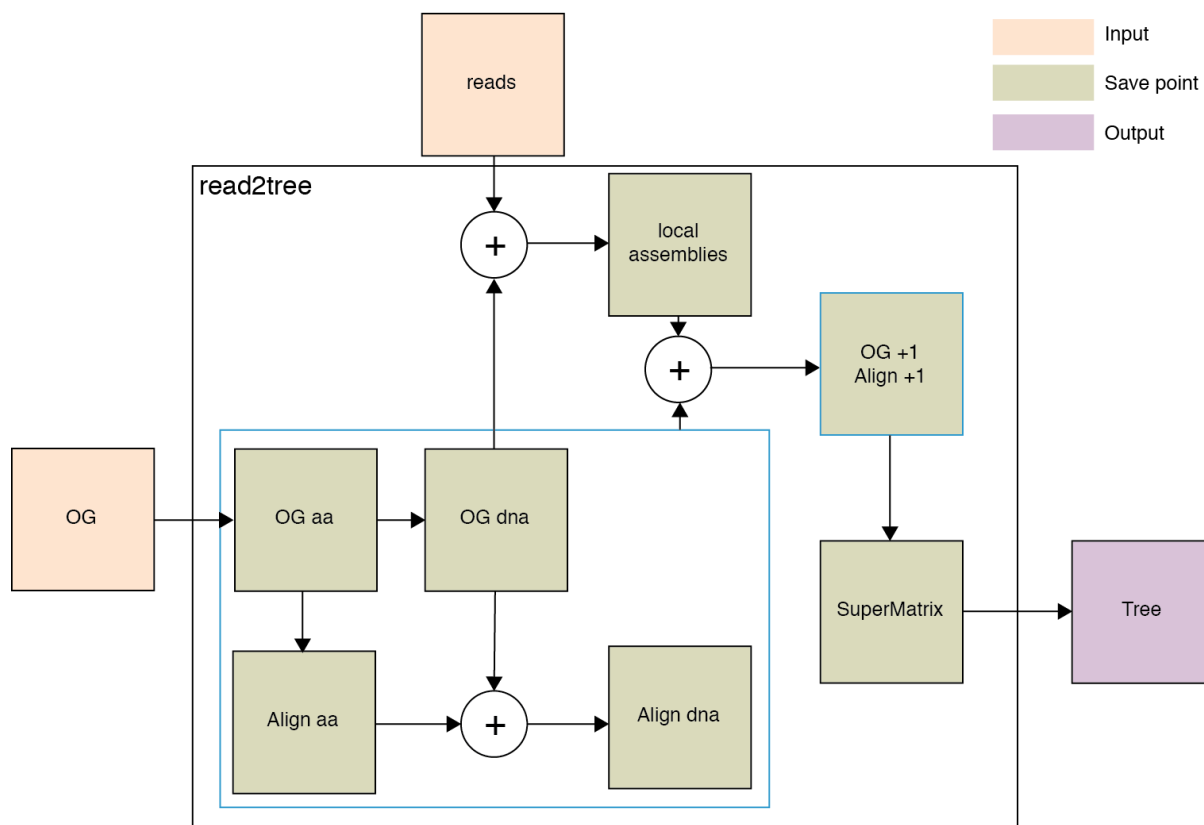 reads
Input
Save point
Output
read2tree
+
local
assemblies
+
OG +1
Align +1
OG
OG aa
OG dna
SuperMatrix
Tree
Align aa
+
Align dna